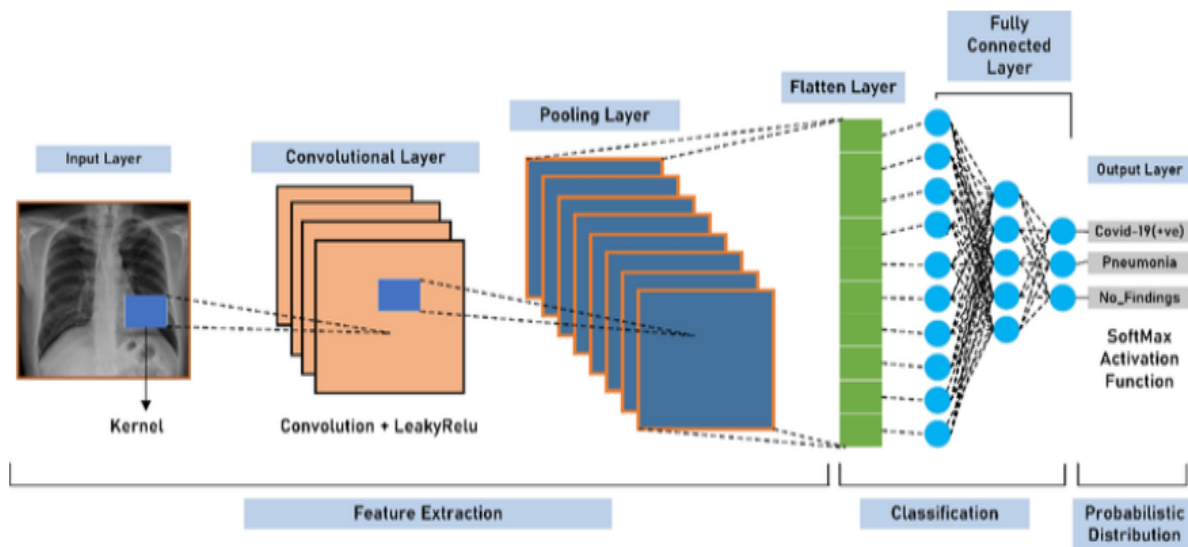 Fully
Connected
Layer
Flatten Layer
Pooling Layer
Input Layer
Convolutional Layer
Output Layer
Covid-19(+ve)
Pneumonia
No_Findings
SoftMax
Activation
Function
Kernel
Convolution + LeakyRelu
Feature Extraction
Classification
Probabilistic
Distribution